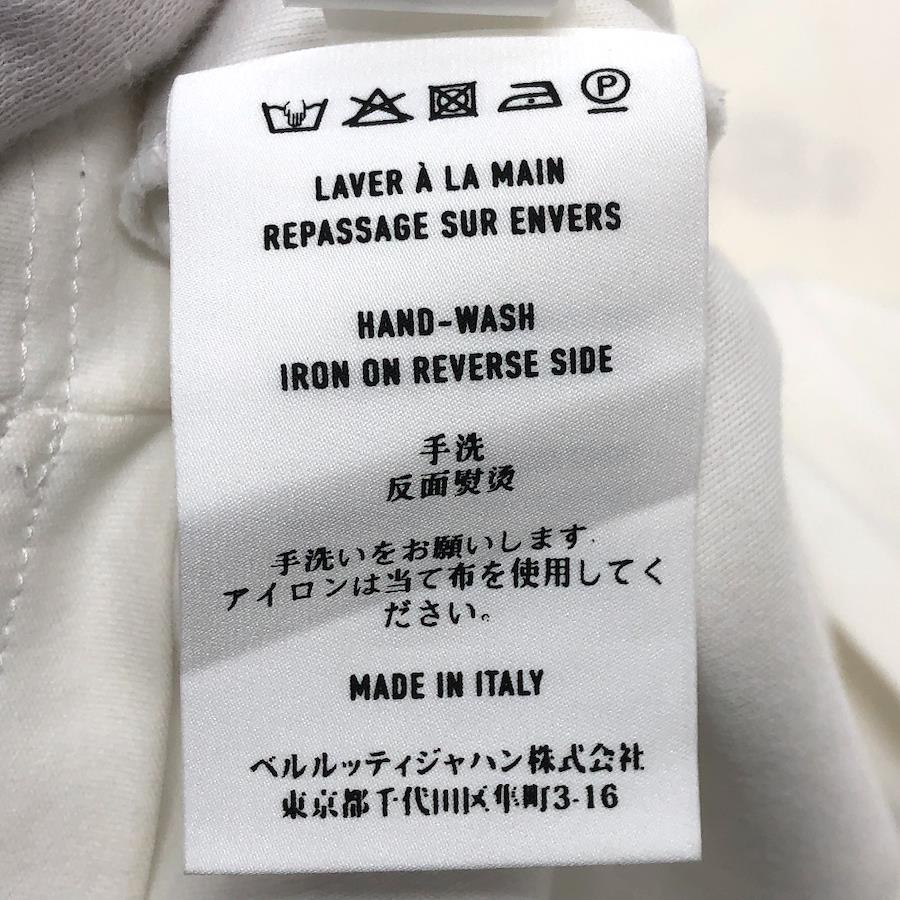 P
LAVER À LA MAIN
REPASSAGE SUR ENVERS
HAND-WASH
IRON ON REVERSE SIDE
手洗
反面熨烫
手洗いをお願いします.
アイロンは当て布を使用してく
ださい。
MADE IN ITALY
ベルルッティジャハン株式会社
東京都千代田区隼町3-16